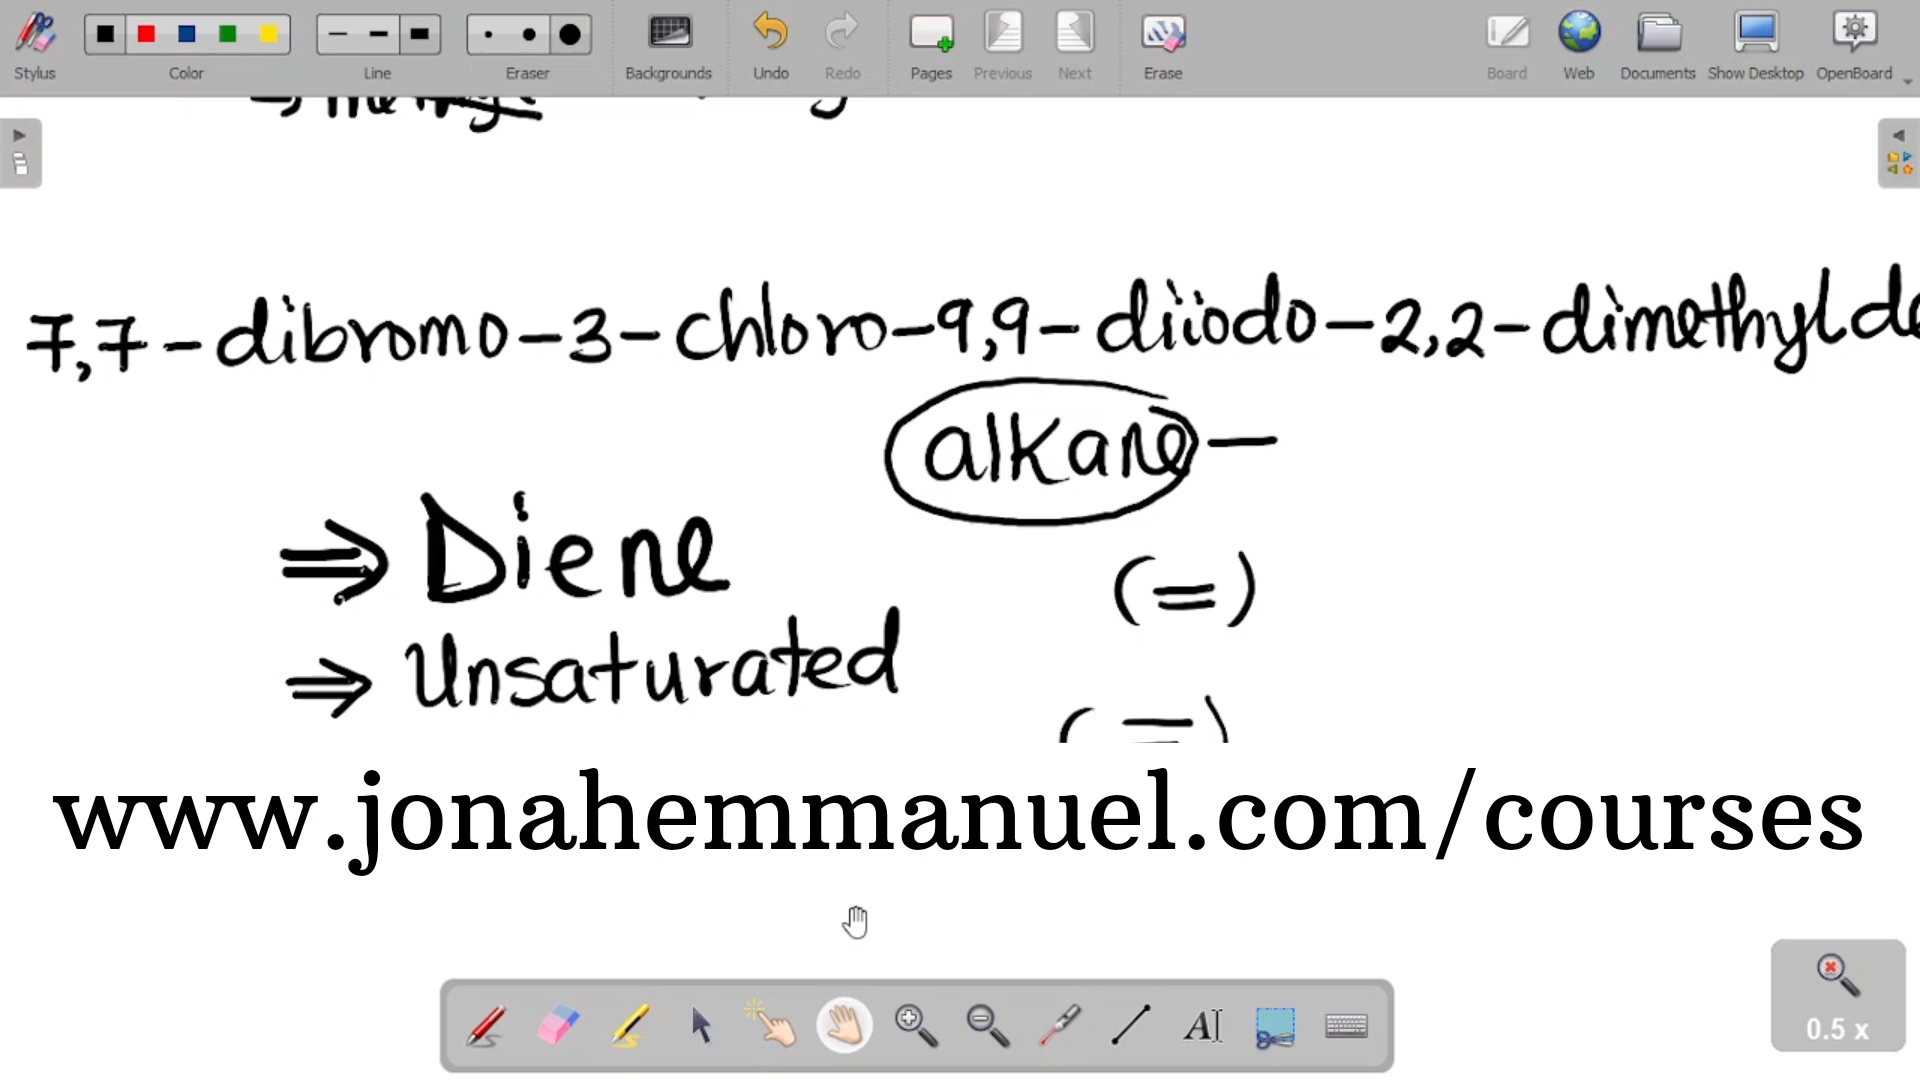 Stylus Color Line Eraser Backgrounds Undo Redo Pages Previous Next Erase Board Web Documents Show Desktop OpenBoard
7,7-dibromo-3-chloro-9,9-diiodo-2,2-dimethylde
alkane —
⇒ Diene
(=)
⇒ Unsaturated
www.jonahemmanuel.com/courses
0.5 x